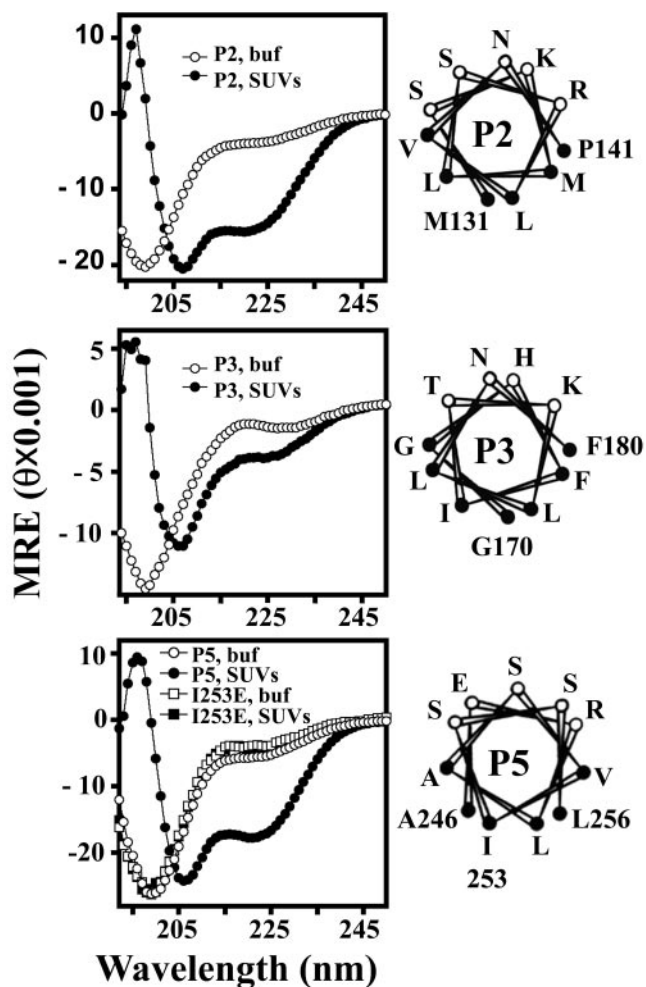 MRE (θ×0.001)
P2, buf
P2, SUVs
10
0
-10
-20
205 225 245
N
S K
S R
V P2 P141
L M
M131 L
P3, buf
P3, SUVs
5
0
-5
-10
205 225 245
N H
T K
G P3 F180
L F
I L
G170
P5, buf
P5, SUVs
I253E, buf
I253E, SUVs
10
0
-10
-20
205 225 245
S
E S
S R
A P5 V
A246 L256
I L
253
Wavelength (nm)